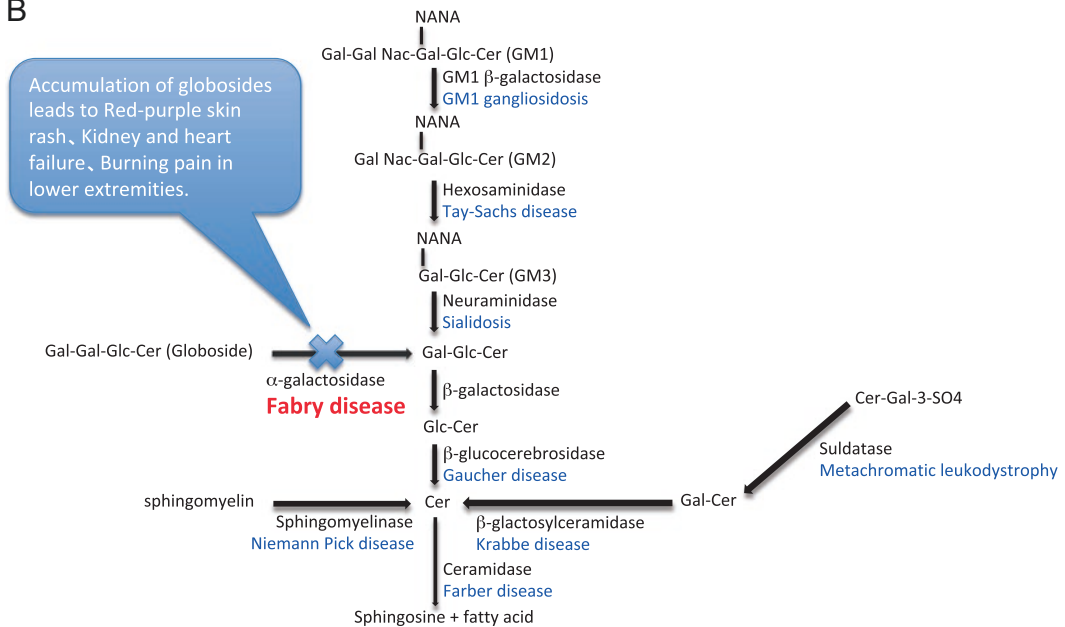 B
NANA
Gal-Gal Nac-Gal-Glc-Cer (GM1)
GM1 β-galactosidase
GM1 gangliosidosis
Accumulation of globosides
leads to Red-purple skin
rash、Kidney and heart
failure、Burning pain in
lower extremities.
NANA
Gal Nac-Gal-Glc-Cer (GM2)
Hexosaminidase
Tay-Sachs disease
NANA
Gal-Glc-Cer (GM3)
Neuraminidase
Sialidosis
Gal-Gal-Glc-Cer (Globoside)
Gal-Glc-Cer
α-galactosidase
Fabry disease
β-galactosidase
Glc-Cer
Cer-Gal-3-SO4
Suldatase
Metachromatic leukodystrophy
β-glucocerebrosidase
Gaucher disease
sphingomyelin
Cer
Gal-Cer
Sphingomyelinase
Niemann Pick disease
β-glactosylceramidase
Krabbe disease
Ceramidase
Farber disease
Sphingosine + fatty acid